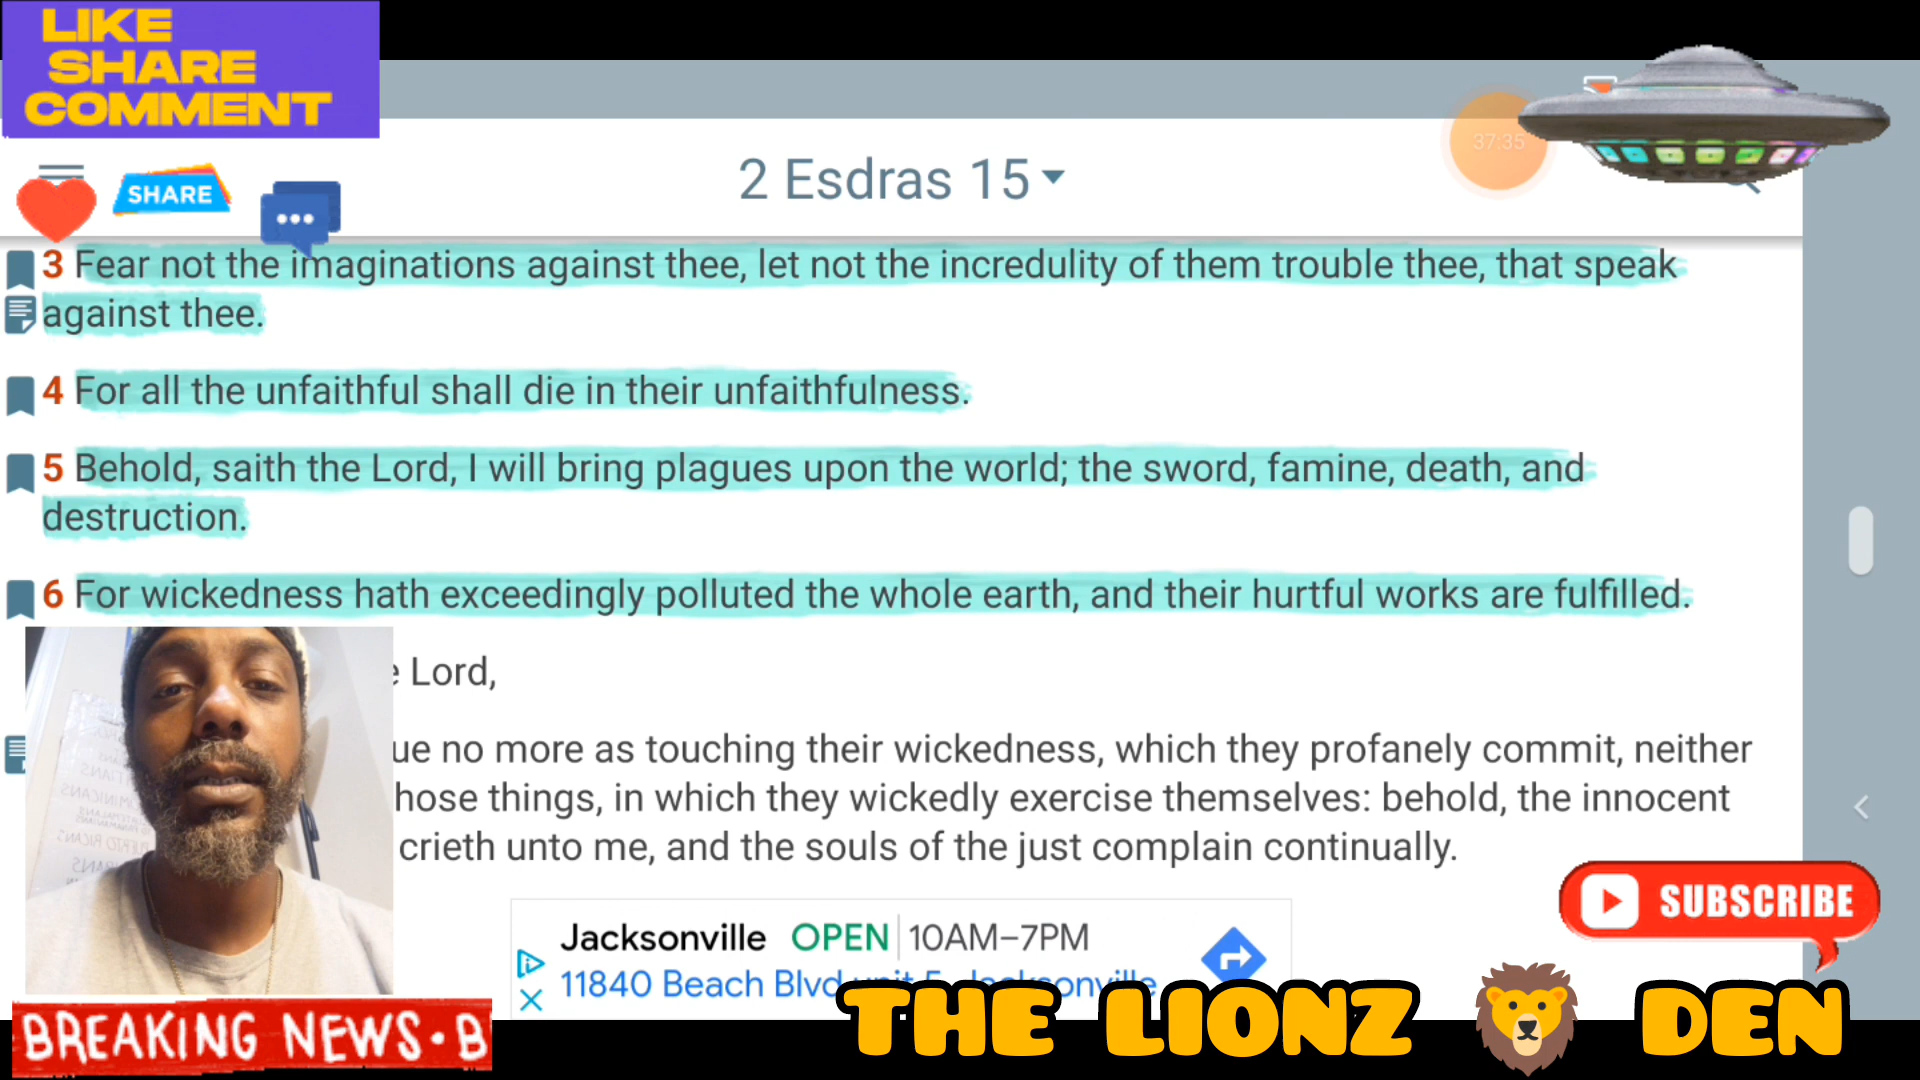 LIKE
SHARE
COMMENT
37:35
SHARE
2 Esdras 15
3 Fear not the imaginations against thee, let not the incredulity of them trouble thee, that speak
against thee.
4 For all the unfaithful shall die in their unfaithfulness.
5 Behold, saith the Lord, I will bring plagues upon the world; the sword, famine, death, and
destruction.
6 For wickedness hath exceedingly polluted the whole earth, and their hurtful works are fulfilled.
Lord,
no more as touching their wickedness, which they profanely commit, neither
things, in which they wickedly exercise themselves: behold, the innocent
crieth unto me, and the souls of the just complain continually.
Jacksonville OPEN 10AM–7PM
11840 Beach Blvd Jacksonville
SUBSCRIBE
BREAKING NEWS • B
THE LIONZ DEN